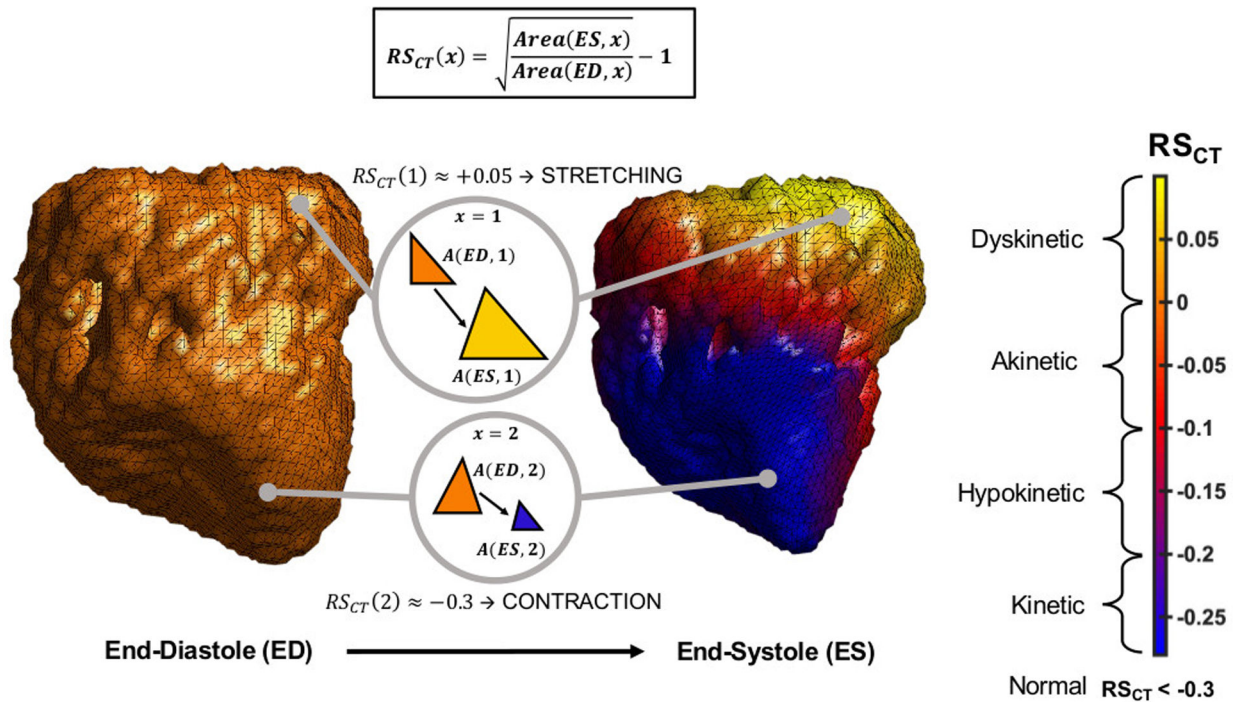 RS_CT(x) = √(Area(ES, x) / Area(ED, x)) − 1
RS_CT
RS_CT(1) ≈ +0.05 → STRETCHING
x = 1
A(ED, 1)
A(ES, 1)
x = 2
A(ED, 2)
A(ES, 2)
RS_CT(2) ≈ −0.3 → CONTRACTION
End-Diastole (ED)
End-Systole (ES)
Dyskinetic
0.05
0
Akinetic
-0.05
-0.1
Hypokinetic
-0.15
-0.2
Kinetic
-0.25
Normal RS_CT < -0.3